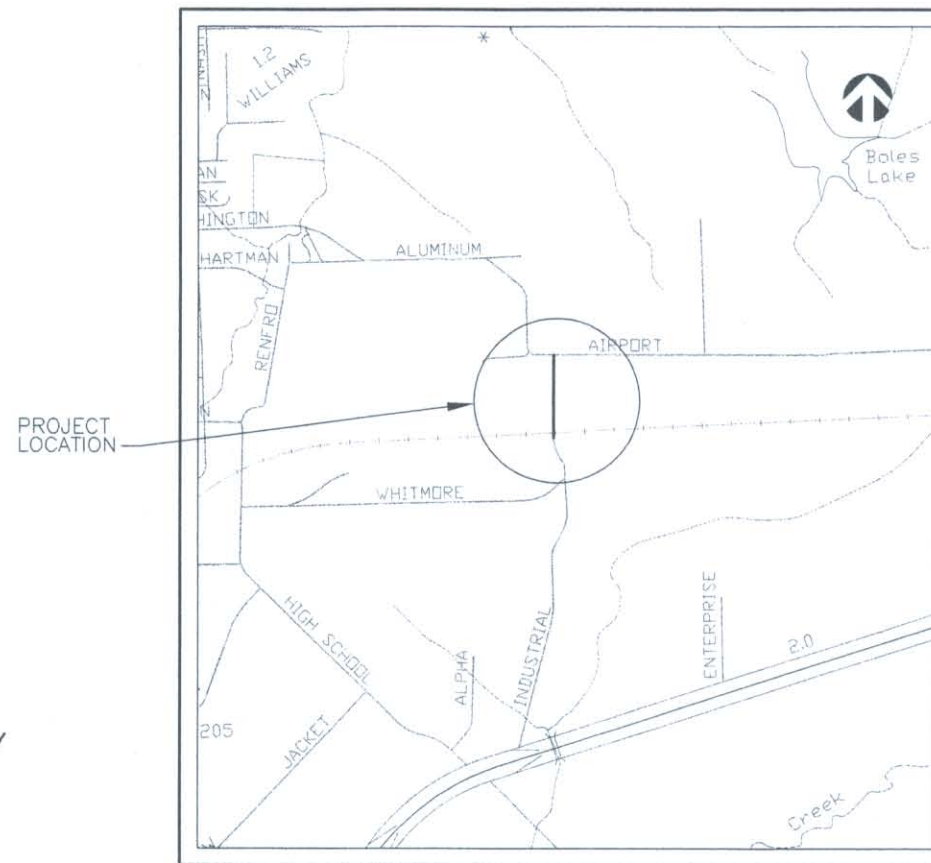 1.2
WILLIAMS
Boles
Lake
AN
HINGTON
HARTMAN
ALUMINUM
RENFRO
AIRPORT
PROJECT
LOCATION
WHITMORE
HIGH SCHOOL
ALPHA
INDUSTRIAL
ENTERPRISE
2.0
205
JACKET
Creek